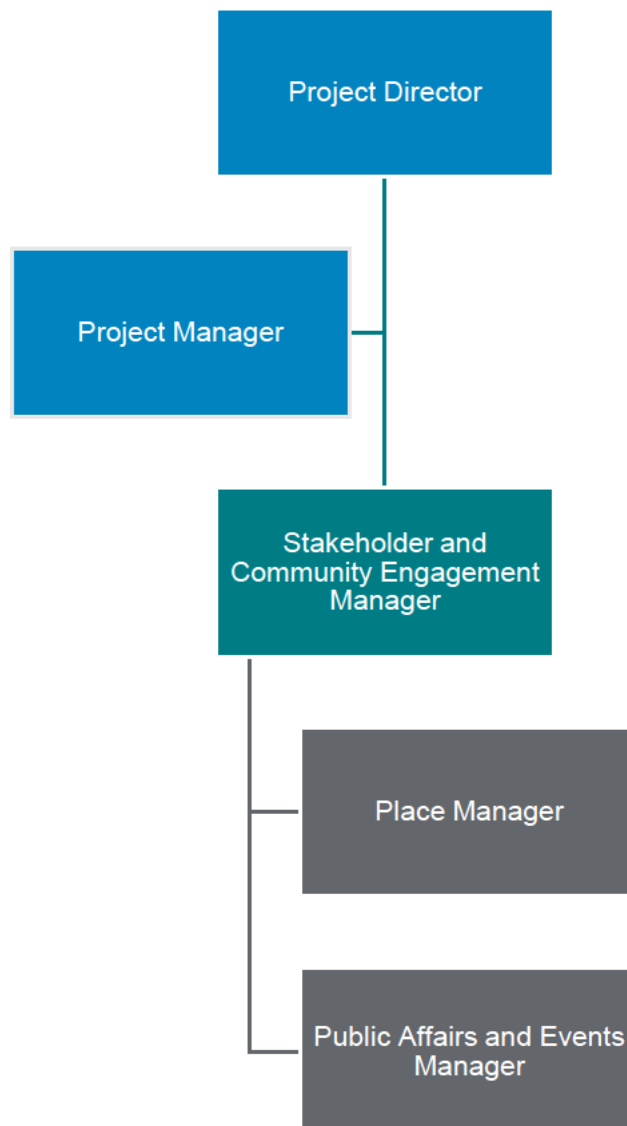 Project Director
Project Manager
Stakeholder and
Community Engagement
Manager
Place Manager
Public Affairs and Events
Manager